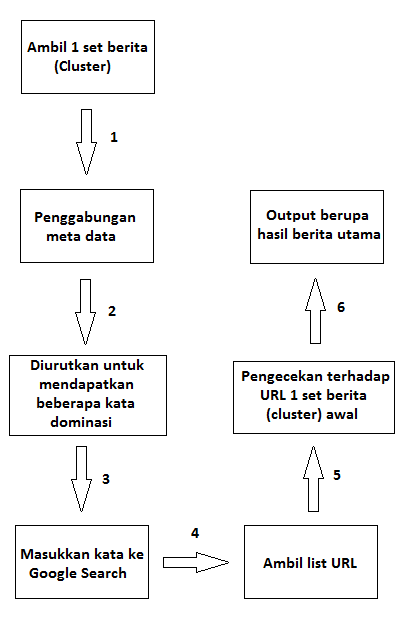 Ambil 1 set berita
(Cluster)
1
Penggabungan
meta data
2
Diurutkan untuk
mendapatkan
beberapa kata
dominasi
3
Masukkan kata ke
Google Search
4
Ambil list URL
5
Pengecekan terhadap
URL 1 set berita
(cluster) awal
6
Output berupa
hasil berita utama